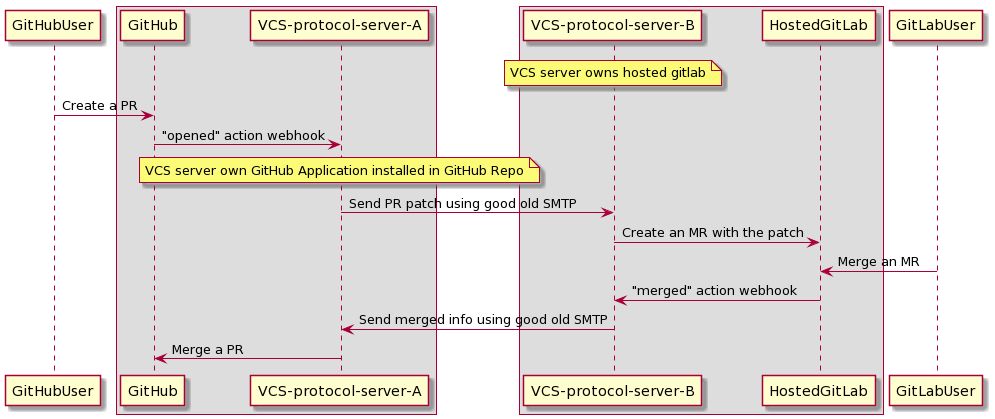 GitHubUser
GitHub
VCS-protocol-server-A
VCS-protocol-server-B
HostedGitLab
GitLabUser
VCS server owns hosted gitlab
Create a PR
"opened" action webhook
VCS server own GitHub Application installed in GitHub Repo
Send PR patch using good old SMTP
Create an MR with the patch
Merge an MR
"merged" action webhook
Send merged info using good old SMTP
Merge a PR
GitHubUser
GitHub
VCS-protocol-server-A
VCS-protocol-server-B
HostedGitLab
GitLabUser